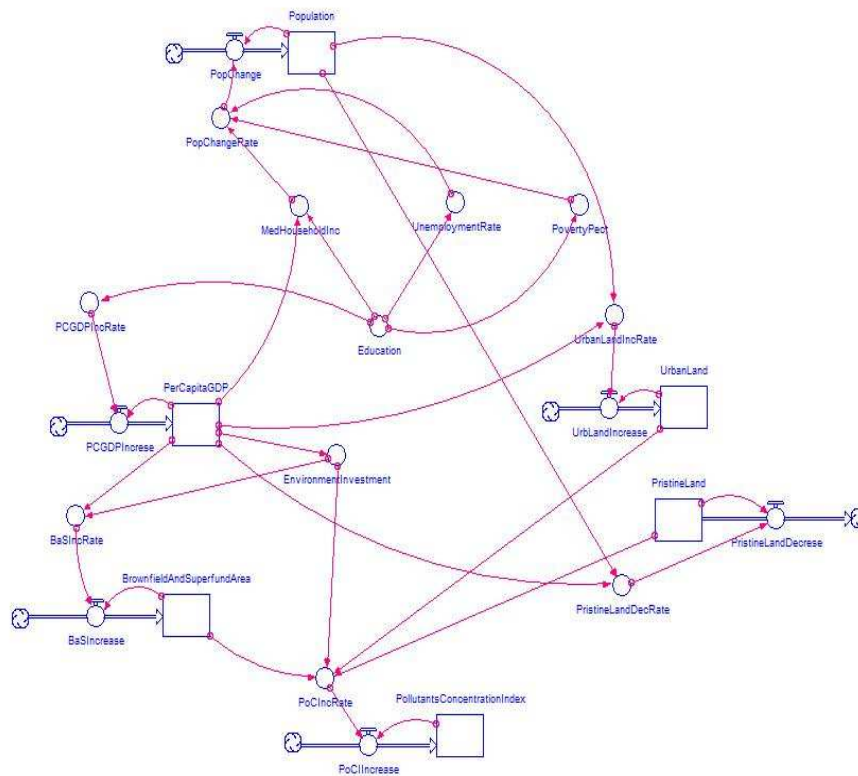 Population
PopChange
PopChangeRate
MedHouseholdInc
UnemploymentRate
PovertyPect
PCGDPIncRate
Education
UrbanLandIncRate
PerCapitaGDP
UrbanLand
PCGDPIncrese
UrbLandIncrease
EnvironmentInvestment
PristineLand
BaSIncRate
PristineLandDecrese
BrownfieldAndSuperfundArea
PristineLandDecRate
BaSIncrease
PoCIncRate
PollutantsConcentrationIndex
PoCIIncrease